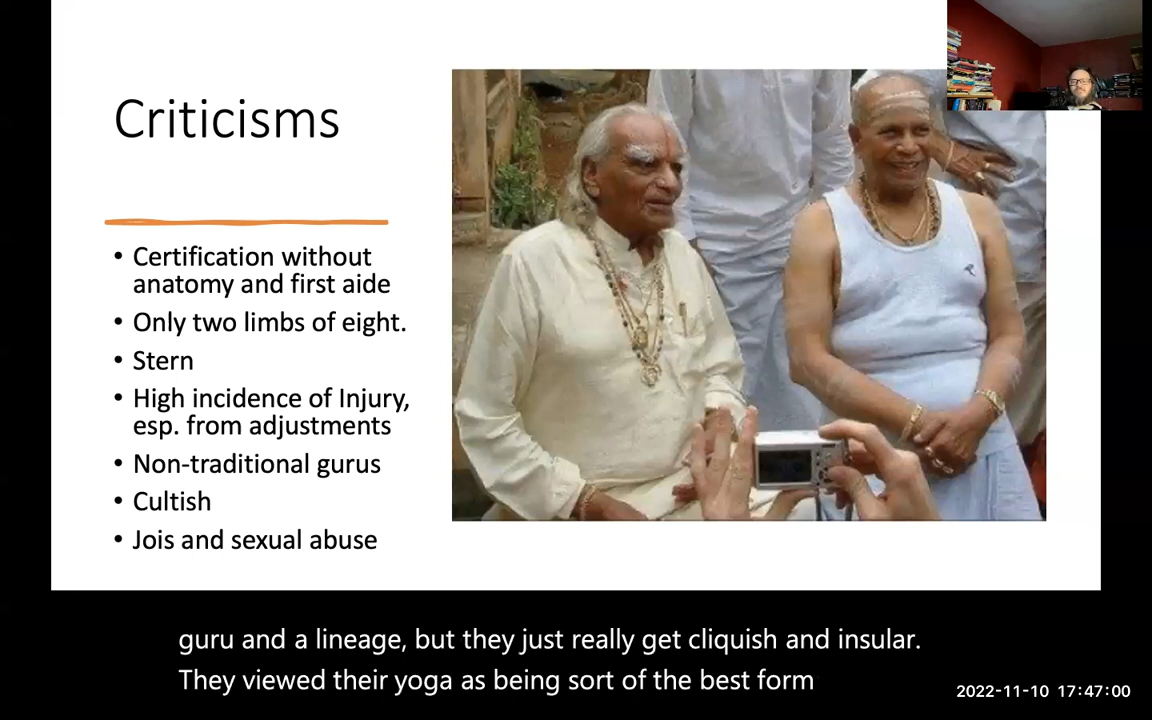 Criticisms
• Certification without
anatomy and first aide
• Only two limbs of eight.
• Stern
• High incidence of Injury,
esp. from adjustments
• Non-traditional gurus
• Cultish
• Jois and sexual abuse
guru and a lineage, but they just really get cliquish and insular.
They viewed their yoga as being sort of the best form
2022-11-10 17:47:00